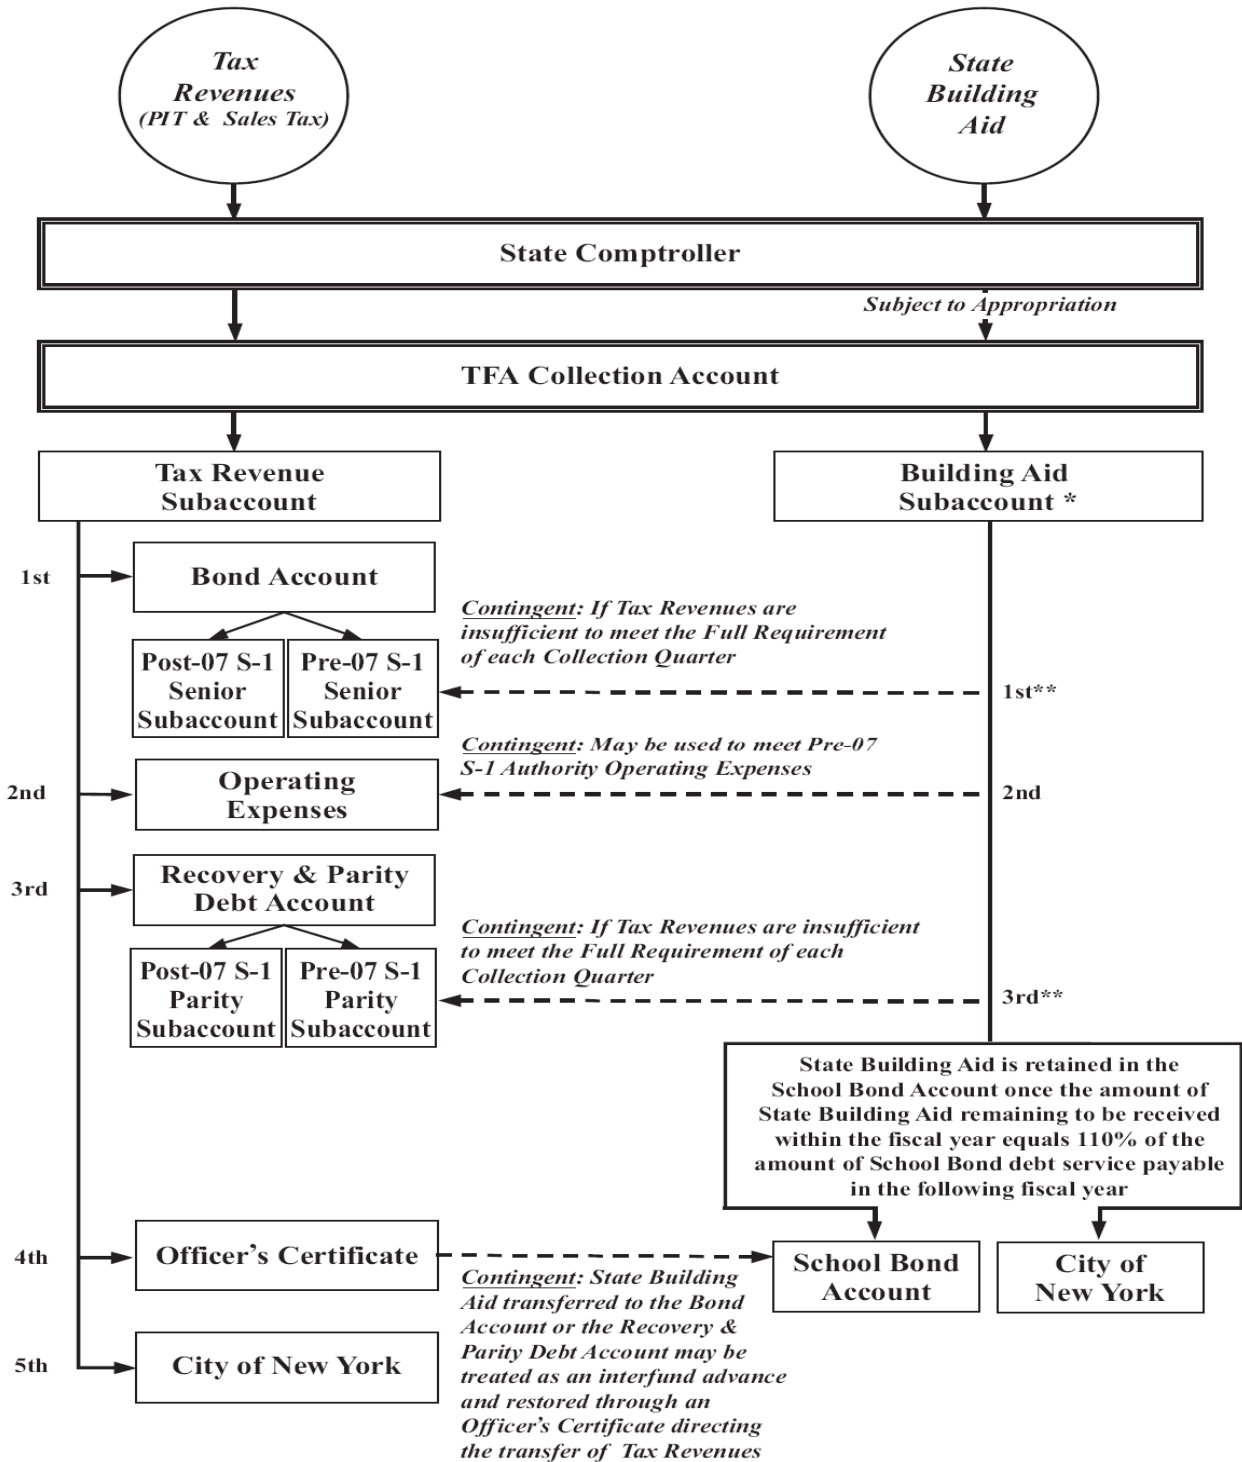 Tax
Revenues
(PIT & Sales Tax)
State
Building
Aid
State Comptroller
Subject to Appropriation
TFA Collection Account
Tax Revenue
Subaccount
Building Aid
Subaccount *
1st
Bond Account
Contingent: If Tax Revenues are
insufficient to meet the Full Requirement
of each Collection Quarter
Post-07 S-1
Senior
Subaccount
Pre-07 S-1
Senior
Subaccount
1st**
Contingent: May be used to meet Pre-07
S-1 Authority Operating Expenses
2nd
Operating
Expenses
2nd
3rd
Recovery & Parity
Debt Account
Contingent: If Tax Revenues are insufficient
to meet the Full Requirement of each
Collection Quarter
Post-07 S-1
Parity
Subaccount
Pre-07 S-1
Parity
Subaccount
3rd**
State Building Aid is retained in the
School Bond Account once the amount of
State Building Aid remaining to be received
within the fiscal year equals 110% of the
amount of School Bond debt service payable
in the following fiscal year
4th
Officer's Certificate
School Bond
Account
City of
New York
Contingent: State Building
Aid transferred to the Bond
Account or the Recovery &
Parity Debt Account may be
treated as an interfund advance
and restored through an
Officer's Certificate directing
the transfer of Tax Revenues
5th
City of New York